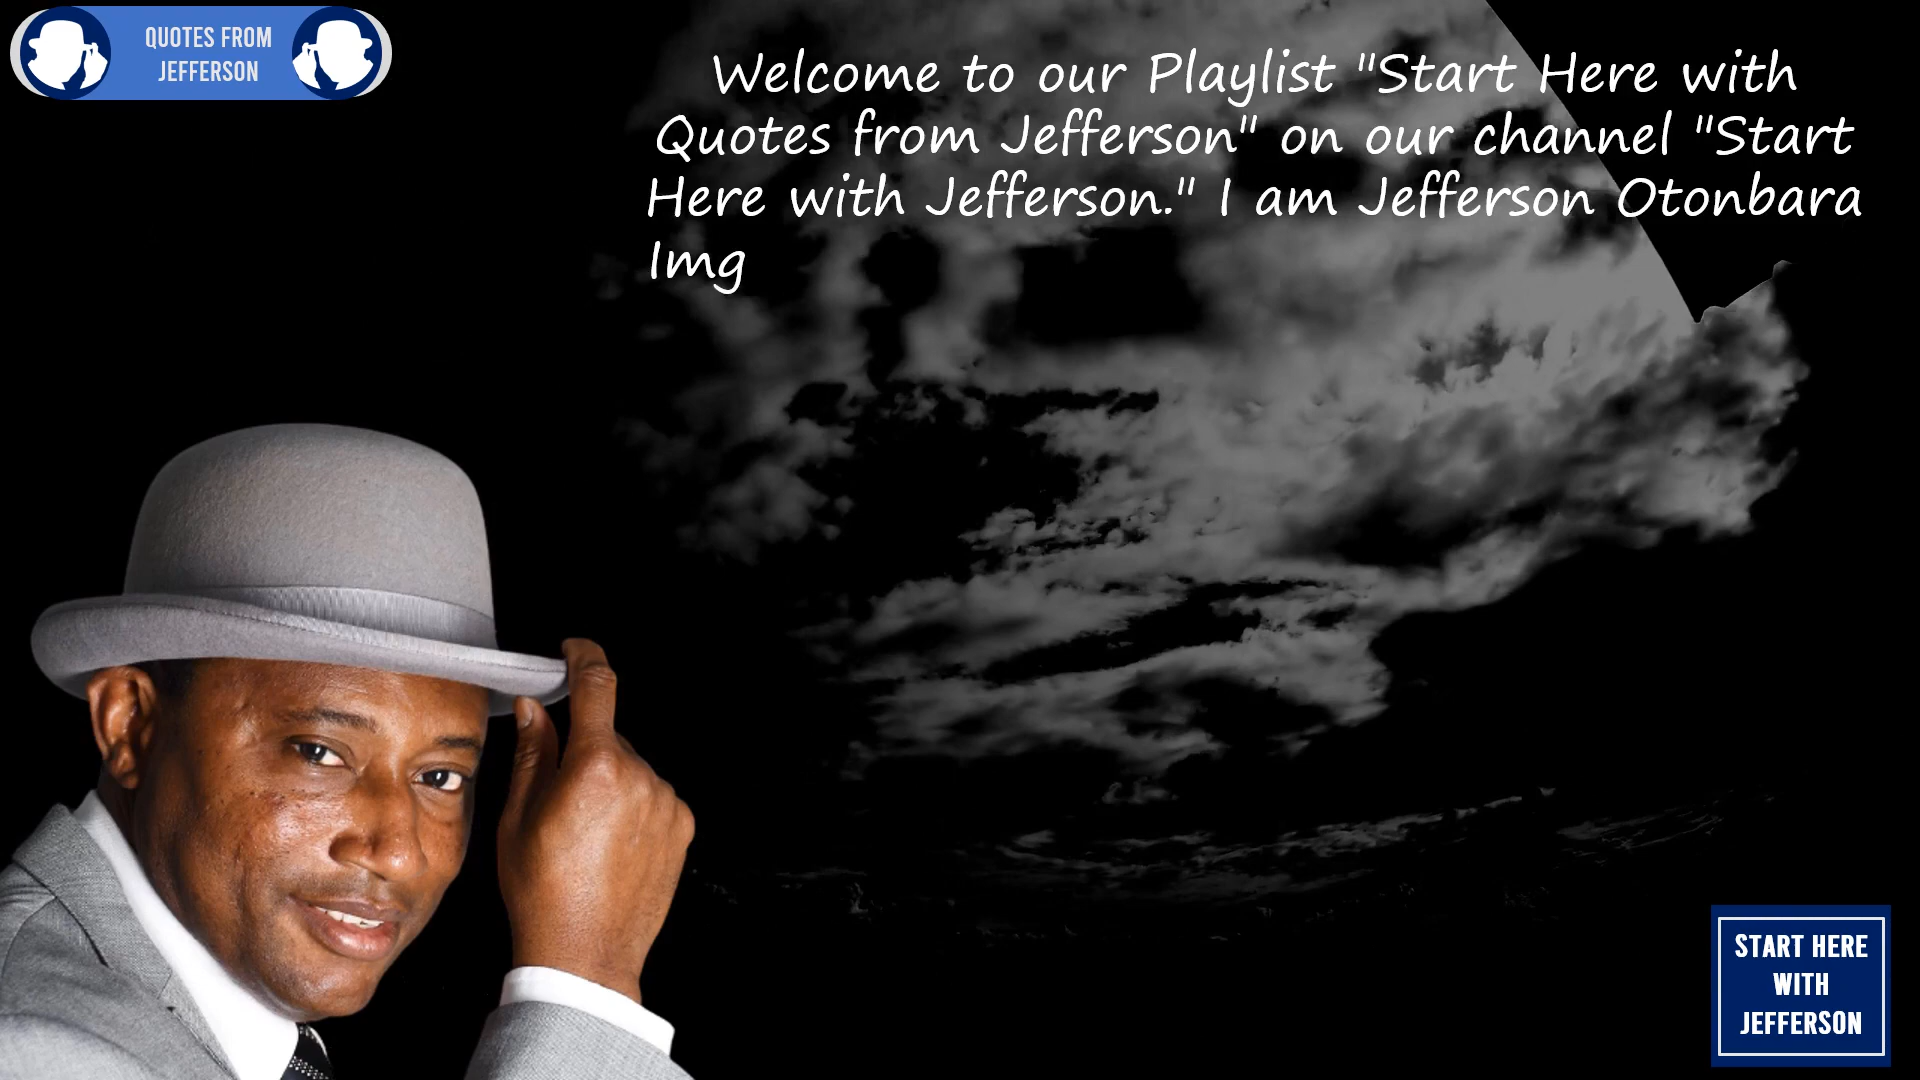 QUOTES FROM
JEFFERSON
Welcome to our Playlist "Start Here with
Quotes from Jefferson" on our channel "Start
Here with Jefferson." I am Jefferson Otonbara
Img
START HERE
WITH
JEFFERSON